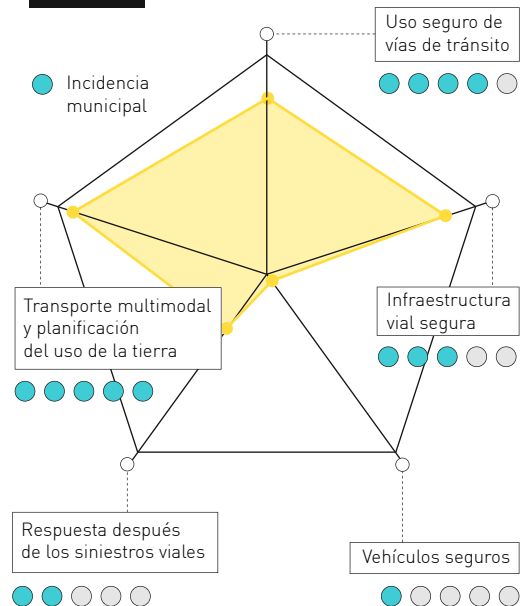 Uso seguro de
vías de tránsito
Incidencia
municipal
Transporte multimodal
y planificación
del uso de la tierra
Infraestructura
vial segura
Respuesta después
de los siniestros viales
Vehículos seguros